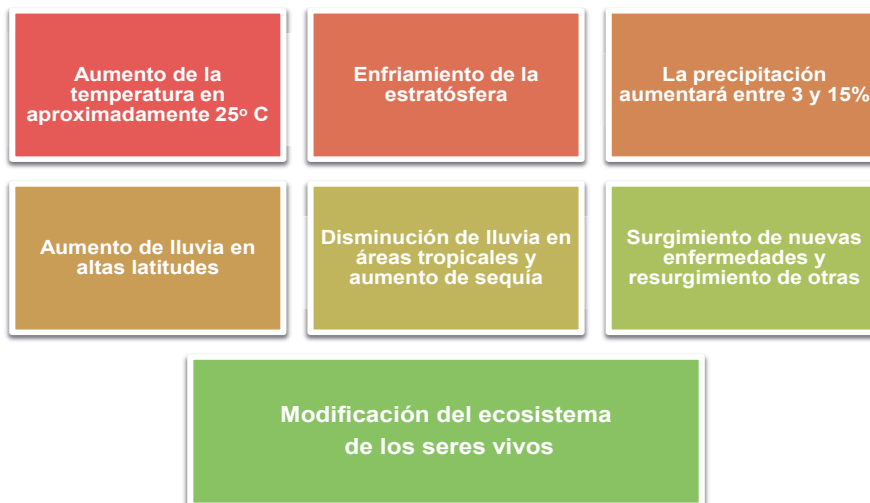 Aumento de la
temperatura en
aproximadamente 25º C
Enfriamiento de la
estratósfera
La precipitación
aumentará entre 3 y 15%
Aumento de lluvia en
altas latitudes
Disminución de lluvia en
áreas tropicales y
aumento de sequía
Surgimiento de nuevas
enfermedades y
resurgimiento de otras
Modificación del ecosistema
de los seres vivos